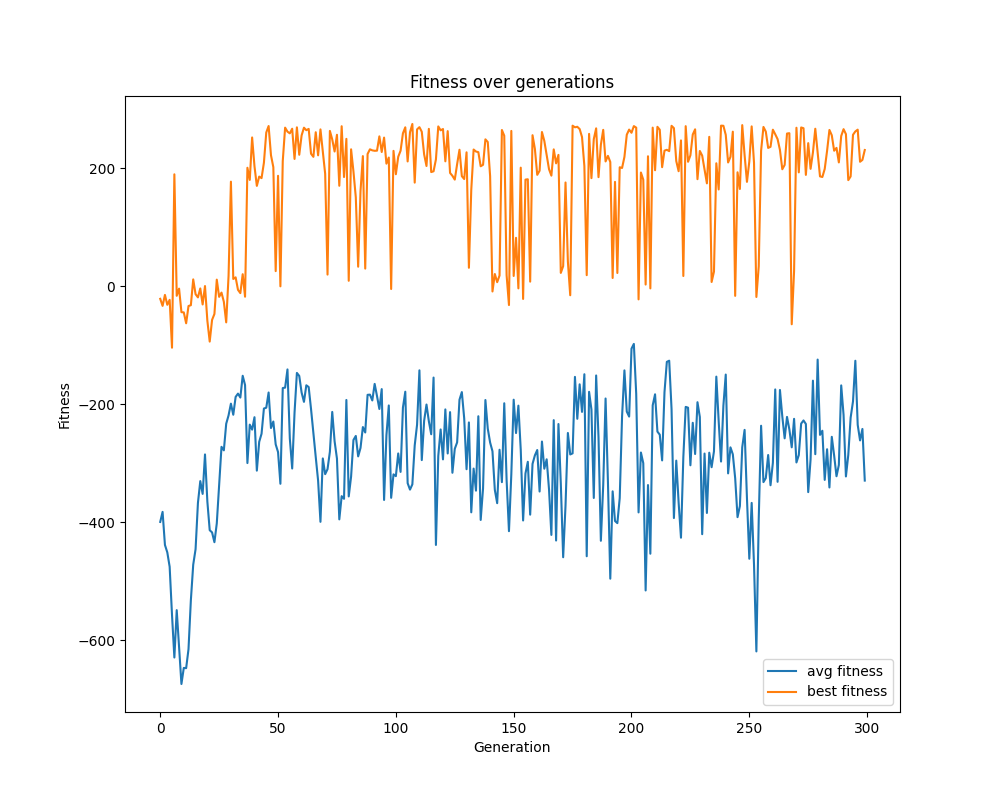 Fitness over generations
Fitness
200
0
−200
−400
−600
0 50 100 150 200 250 300
Generation
avg fitness
best fitness